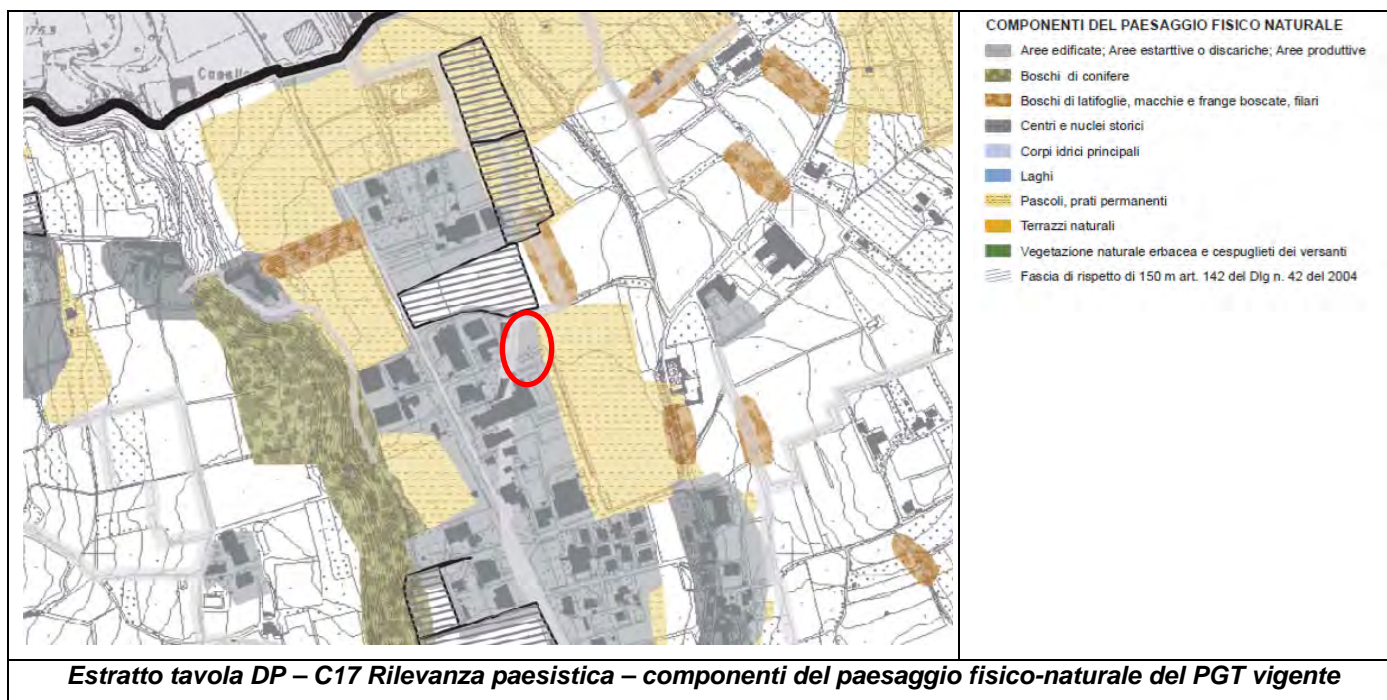 175.3
COMPONENTI DEL PAESAGGIO FISICO NATURALE
Aree edificate; Aree estarttive o discariche; Aree produttive
Boschi di conifere
Boschi di latifoglie, macchie e frange boscate, filari
Centri e nuclei storici
Corpi idrici principali
Laghi
Pascoli, prati permanenti
Terrazzi naturali
Vegetazione naturale erbacea e cespuglieti dei versanti
Fascia di rispetto di 150 m art. 142 del Dlg n. 42 del 2004
Estratto tavola DP – C17 Rilevanza paesistica – componenti del paesaggio fisico-naturale del PGT vigente